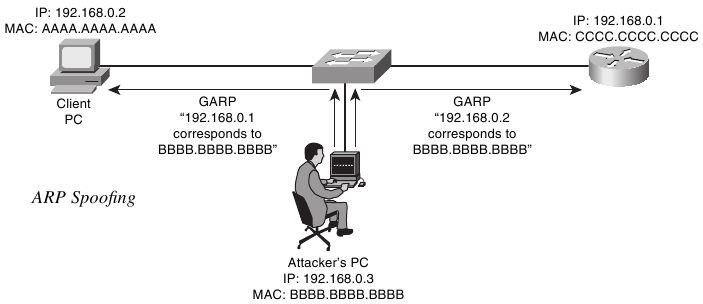 IP: 192.168.0.2
MAC: AAAA.AAAA.AAAA
IP: 192.168.0.1
MAC: CCCC.CCCC.CCCC
Client
PC
GARP
“192.168.0.1
corresponds to
BBBB.BBBB.BBBB”
GARP
“192.168.0.2
corresponds to
BBBB.BBBB.BBBB”
ARP Spoofing
Attacker’s PC
IP: 192.168.0.3
MAC: BBBB.BBBB.BBBB